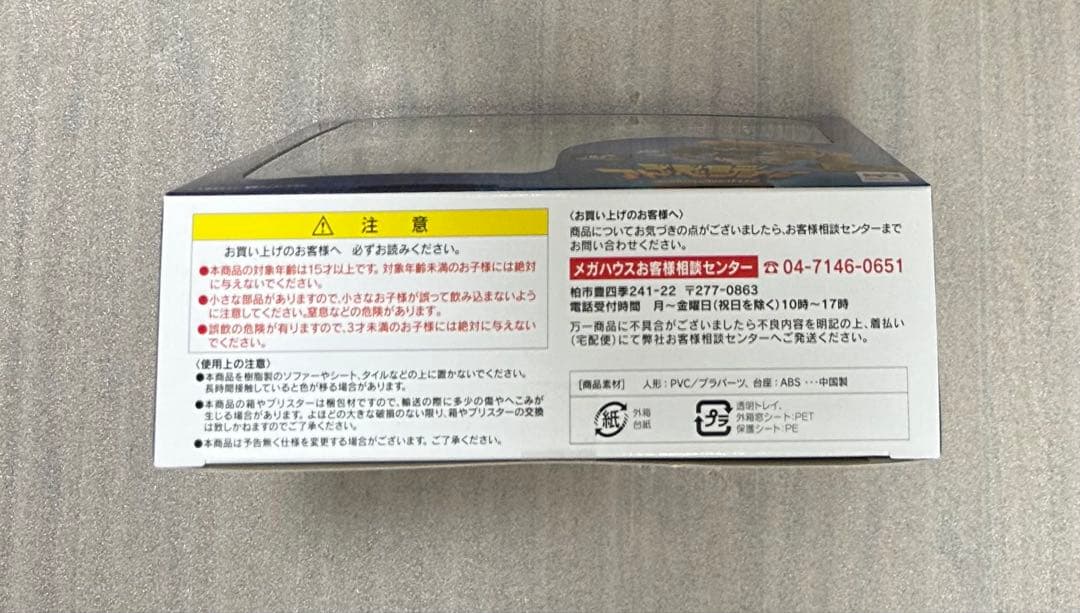 注意
お買い上げのお客様へ 必ずお読みください。
●本商品の対象年齢は15才以上です。対象年齢未満のお子様には絶対
に与えないでください。
●小さな部品がありますので、小さなお子様が誤って飲み込まないよう
に注意してください。窒息などの危険があります。
●誤飲の危険が有りますので、3才未満のお子様には絶対に与えない
でください。
〈使用上の注意〉
●本商品を樹脂製のソファーやシート、タイルなどの上に置かないでください。
長時間接触していると色が移る場合があります。
●本商品の箱やブリスターは梱包材ですので、輸送の際に多少の傷やへこみが
生じる場合があります。よほどの大きな破損のない限り、箱やブリスターの交換
は致しかねますのでご了承ください。
●本商品は予告無く仕様を変更する場合がございます。ご了承ください。
〈お買い上げのお客様へ〉
商品についてお気づきの点がございましたら、お客様相談センターまで
お問い合わせください。
メガハウスお客様相談センター ☎04-7146-0651
柏市豊四季241-22 〒277-0863
電話受付時間 月〜金曜日(祝日を除く)10時〜17時
万一商品に不具合がございましたら不良内容を明記の上、着払い
(宅配便)にて弊社お客様相談センターへご発送ください。
[商品素材] 人形:PVC/プラパーツ、台座:ABS …中国製
紙 外箱
台紙
プラ 透明トレイ、
外箱窓シート:PET
保護シート:PE